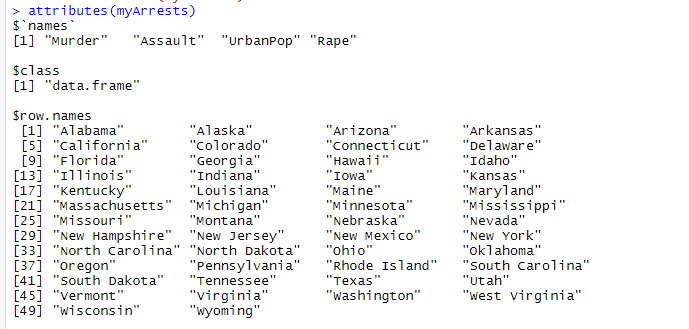 > attributes(myArrests)
$`names`
[1] "Murder"   "Assault"  "UrbanPop" "Rape"
$class
[1] "data.frame"
$row.names
 [1] "Alabama"        "Alaska"         "Arizona"        "Arkansas"
 [5] "California"     "Colorado"       "Connecticut"    "Delaware"
 [9] "Florida"        "Georgia"        "Hawaii"         "Idaho"
[13] "Illinois"       "Indiana"        "Iowa"           "Kansas"
[17] "Kentucky"       "Louisiana"      "Maine"          "Maryland"
[21] "Massachusetts"  "Michigan"       "Minnesota"      "Mississippi"
[25] "Missouri"       "Montana"        "Nebraska"       "Nevada"
[29] "New Hampshire"  "New Jersey"     "New Mexico"     "New York"
[33] "North Carolina" "North Dakota"   "Ohio"           "Oklahoma"
[37] "Oregon"         "Pennsylvania"   "Rhode Island"   "South Carolina"
[41] "South Dakota"   "Tennessee"      "Texas"          "Utah"
[45] "Vermont"        "Virginia"       "Washington"     "West Virginia"
[49] "Wisconsin"      "Wyoming"